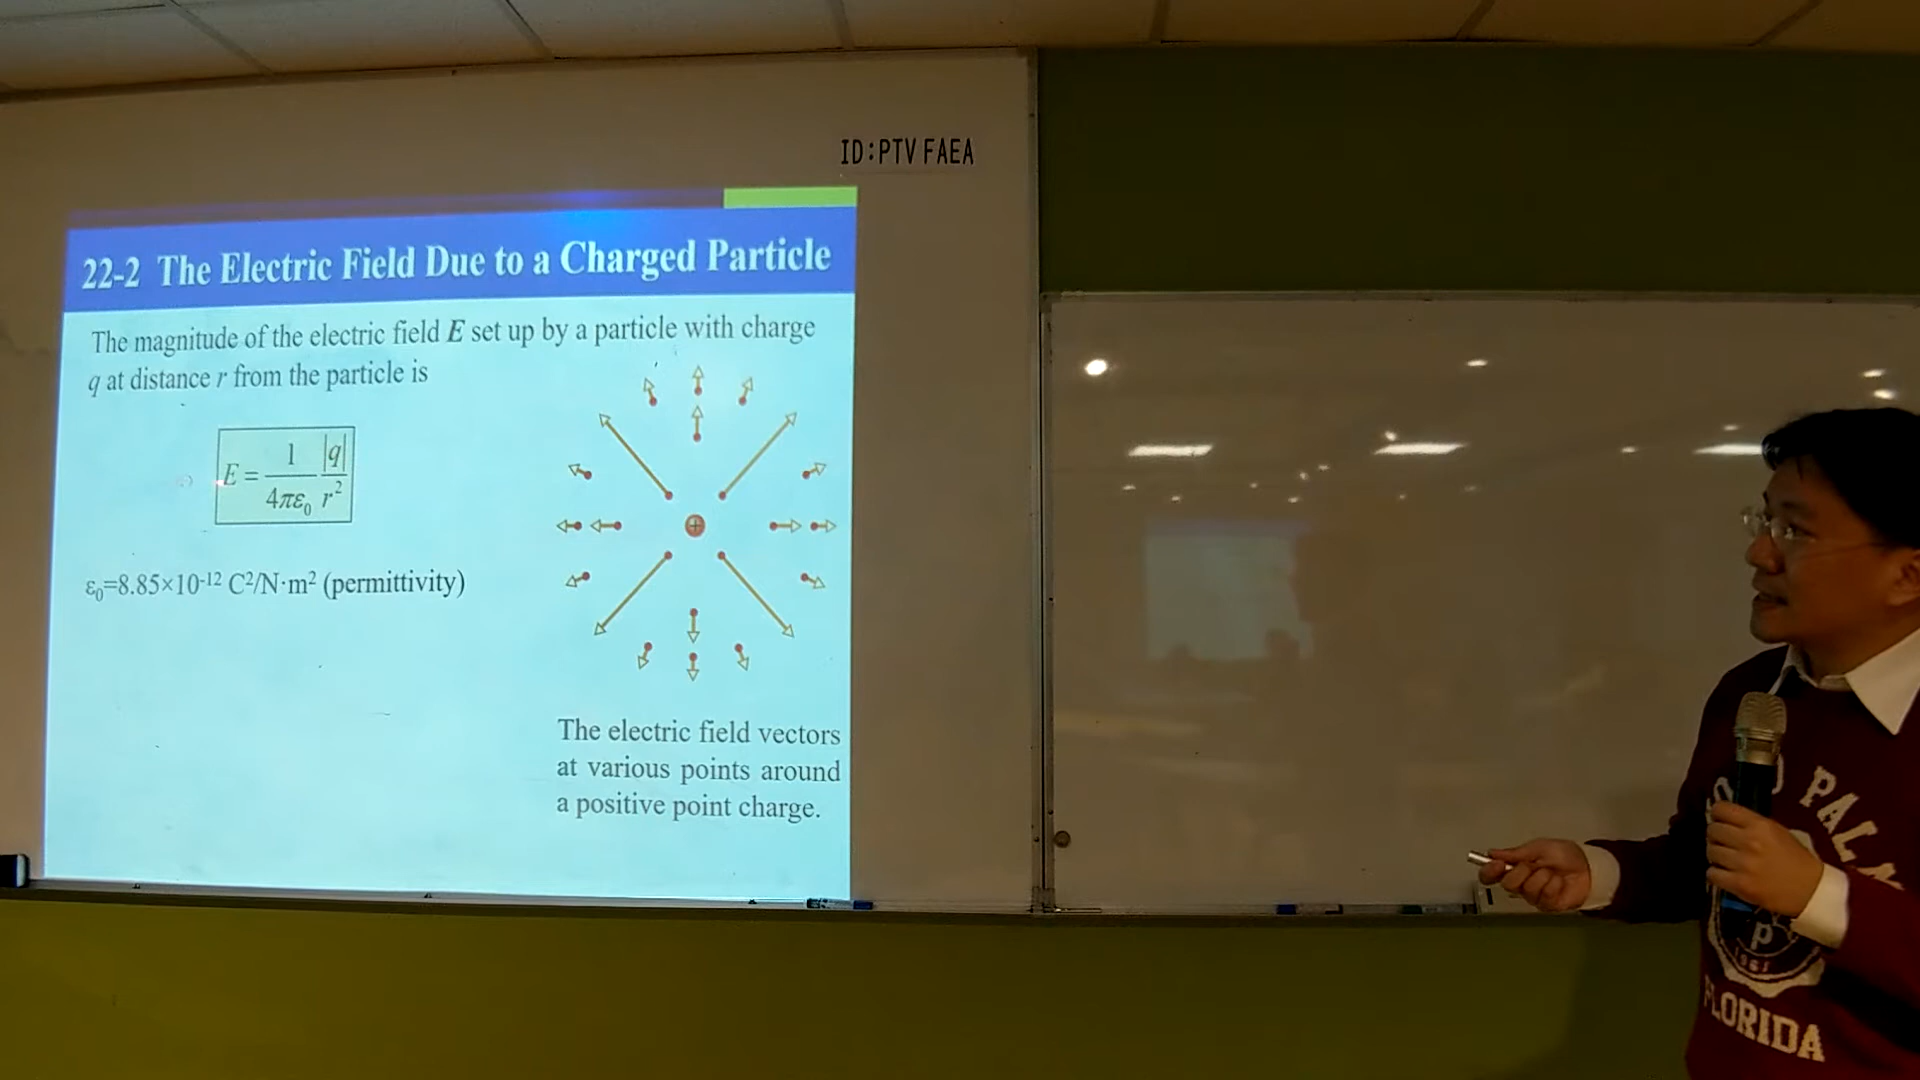 ID:PTV FAEA
22-2 The Electric Field Due to a Charged Particle
The magnitude of the electric field E set up by a particle with charge
q at distance r from the particle is
E = 1/4πε₀ |q|/r²
ε₀=8.85×10⁻¹² C²/N·m² (permittivity)
+
The electric field vectors
at various points around
a positive point charge.
PALM
p
1961
FLORIDA